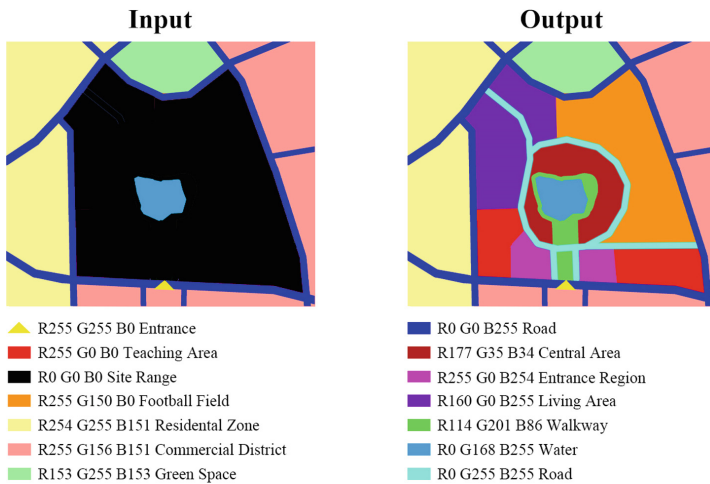 Input
Output
R255 G255 B0 Entrance
R255 G0 B0 Teaching Area
R0 G0 B0 Site Range
R255 G150 B0 Football Field
R254 G255 B151 Residental Zone
R255 G156 B151 Commercial District
R153 G255 B153 Green Space
R0 G0 B255 Road
R177 G35 B34 Central Area
R255 G0 B254 Entrance Region
R160 G0 B255 Living Area
R114 G201 B86 Walkway
R0 G168 B255 Water
R0 G255 B255 Road